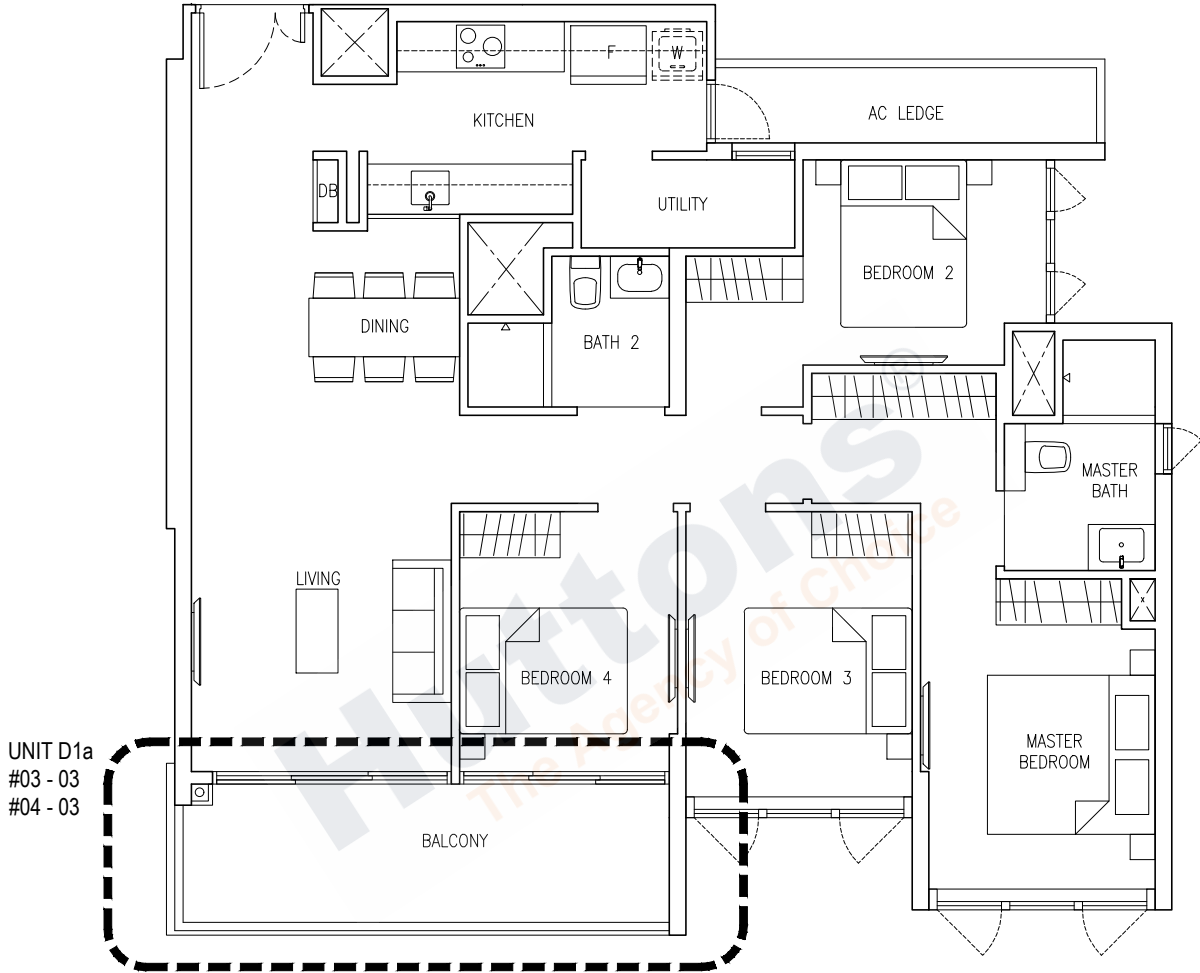 F
W
KITCHEN
AC LEDGE
DB
UTILITY
BEDROOM 2
DINING
BATH 2
MASTER
BATH
LIVING
BEDROOM 4
BEDROOM 3
MASTER
BEDROOM
UNIT D1a
#03 - 03
#04 - 03
BALCONY
Huttons®
The Agency of Choice